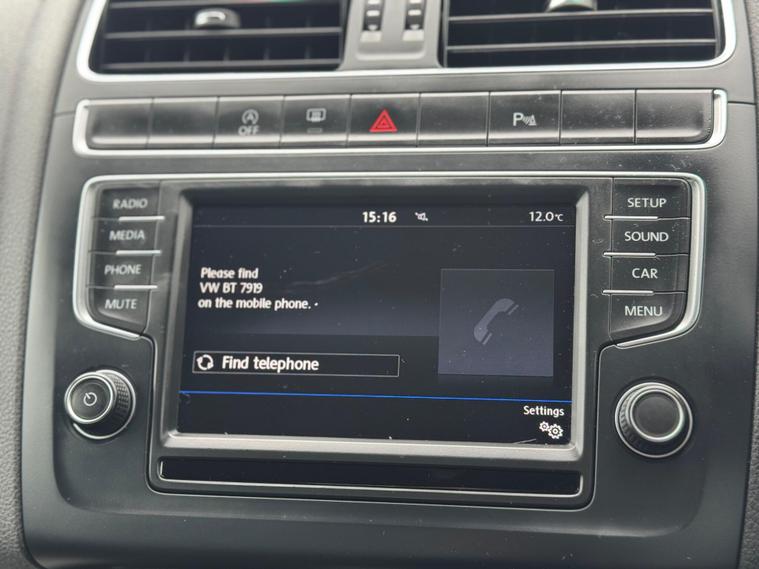 OFF
P
RADIO
MEDIA
PHONE
MUTE
15:16
12.0°C
Please find
VW BT 7919
on the mobile phone.
Find telephone
Settings
SETUP
SOUND
CAR
MENU